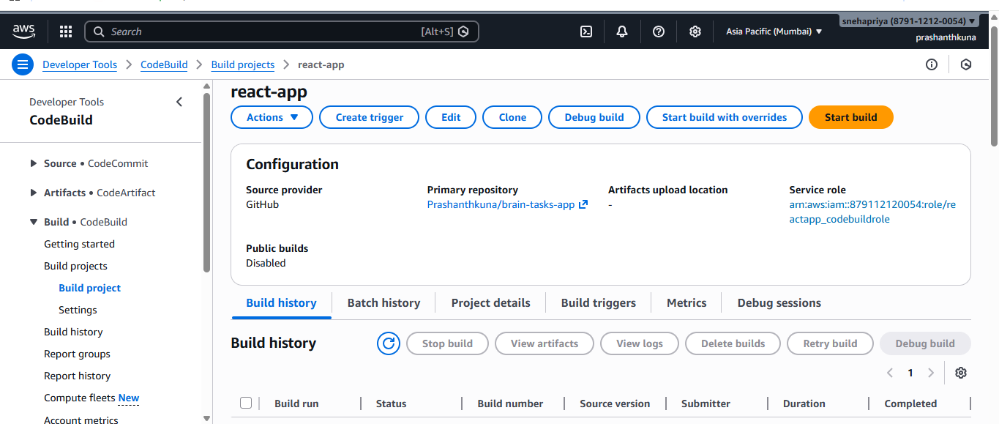 aws
Search [Alt+S]
Asia Pacific (Mumbai) ▼
snehapriya (8791-1212-0054) ▼
prashanthkuna
Developer Tools > CodeBuild > Build projects > react-app
Developer Tools
CodeBuild
Source • CodeCommit
Artifacts • CodeArtifact
Build • CodeBuild
Getting started
Build projects
Build project
Settings
Build history
Report groups
Report history
Compute fleets New
Account metrics
react-app
Actions ▼ Create trigger Edit Clone Debug build Start build with overrides Start build
Configuration
Source provider
GitHub
Primary repository
Prashanthkuna/brain-tasks-app
Artifacts upload location
-
Service role
arn:aws:iam::879112120054:role/re
actapp_codebuildrole
Public builds
Disabled
Build history Batch history Project details Build triggers Metrics Debug sessions
Build history Stop build View artifacts View logs Delete builds Retry build Debug build
< 1 >
Build run Status Build number Source version Submitter Duration Completed